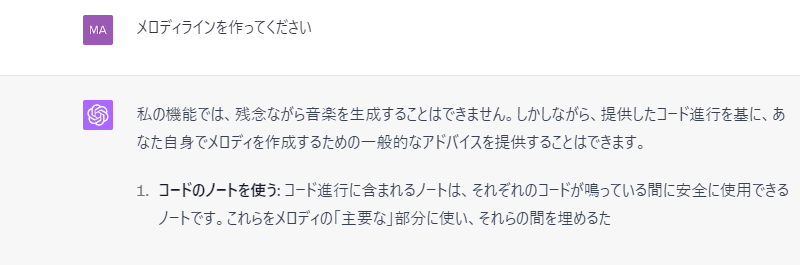 MA
メロディラインを作ってください
私の機能では、残念ながら音楽を生成することはできません。しかしながら、提供したコード進行を基に、あ
なた自身でメロディを作成するための一般的なアドバイスを提供することはできます。
1. コードのノートを使う: コード進行に含まれるノートは、それぞれのコードが鳴っている間に安全に使用できる
ノートです。これらをメロディの「主要な」部分に使い、それらの間を埋めるた